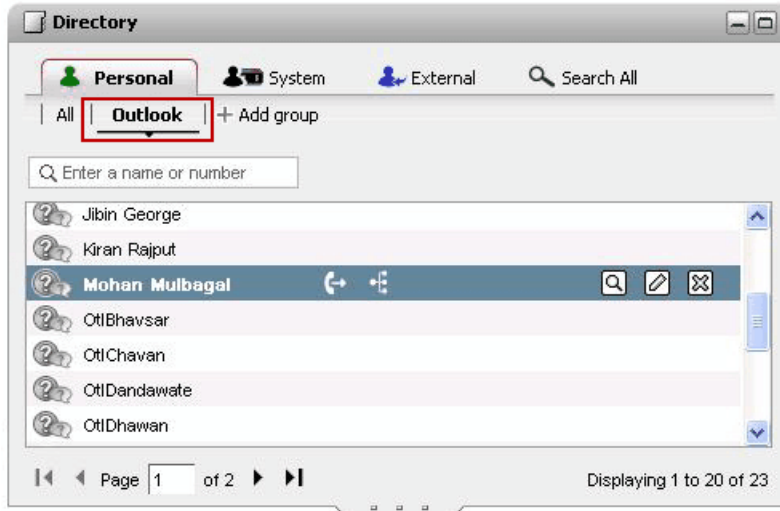 Directory
Personal System External Search All
All Outlook Add group
Enter a name or number
Jibin George
Kiran Rajput
Mohan Mulbagal
OtlBhavsar
OtlChavan
OtlDandawate
OtlDhawan
Page 1 of 2 Displaying 1 to 20 of 23